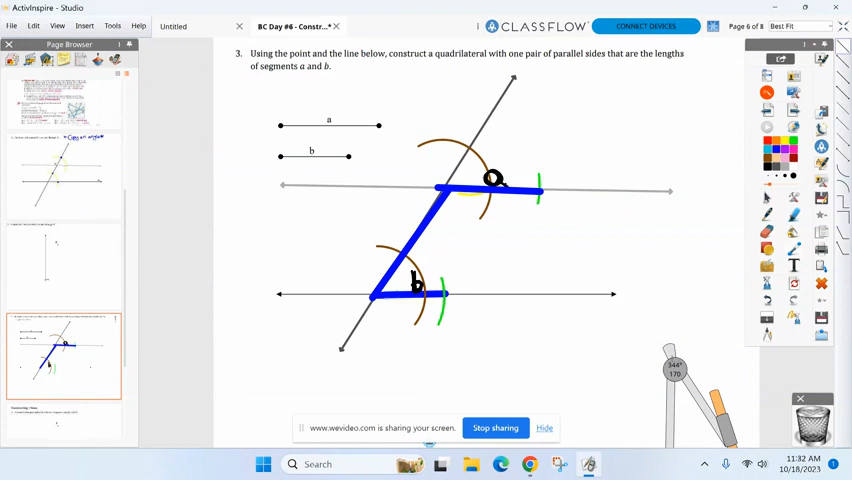 ActivInspire - Studio
File Edit View Insert Tools Help
Untitled
BC Day #6 - Constr...*
CLASSFLOW
CONNECT DEVICES
Page 6 of 8
Best Fit
Page Browser
3. Using the point and the line below, construct a quadrilateral with one pair of parallel sides that are the lengths
of segments a and b.
a
b
a
b
344°
170
www.wevideo.com is sharing your screen.
Stop sharing
Hide
Search
11:32 AM
10/18/2023